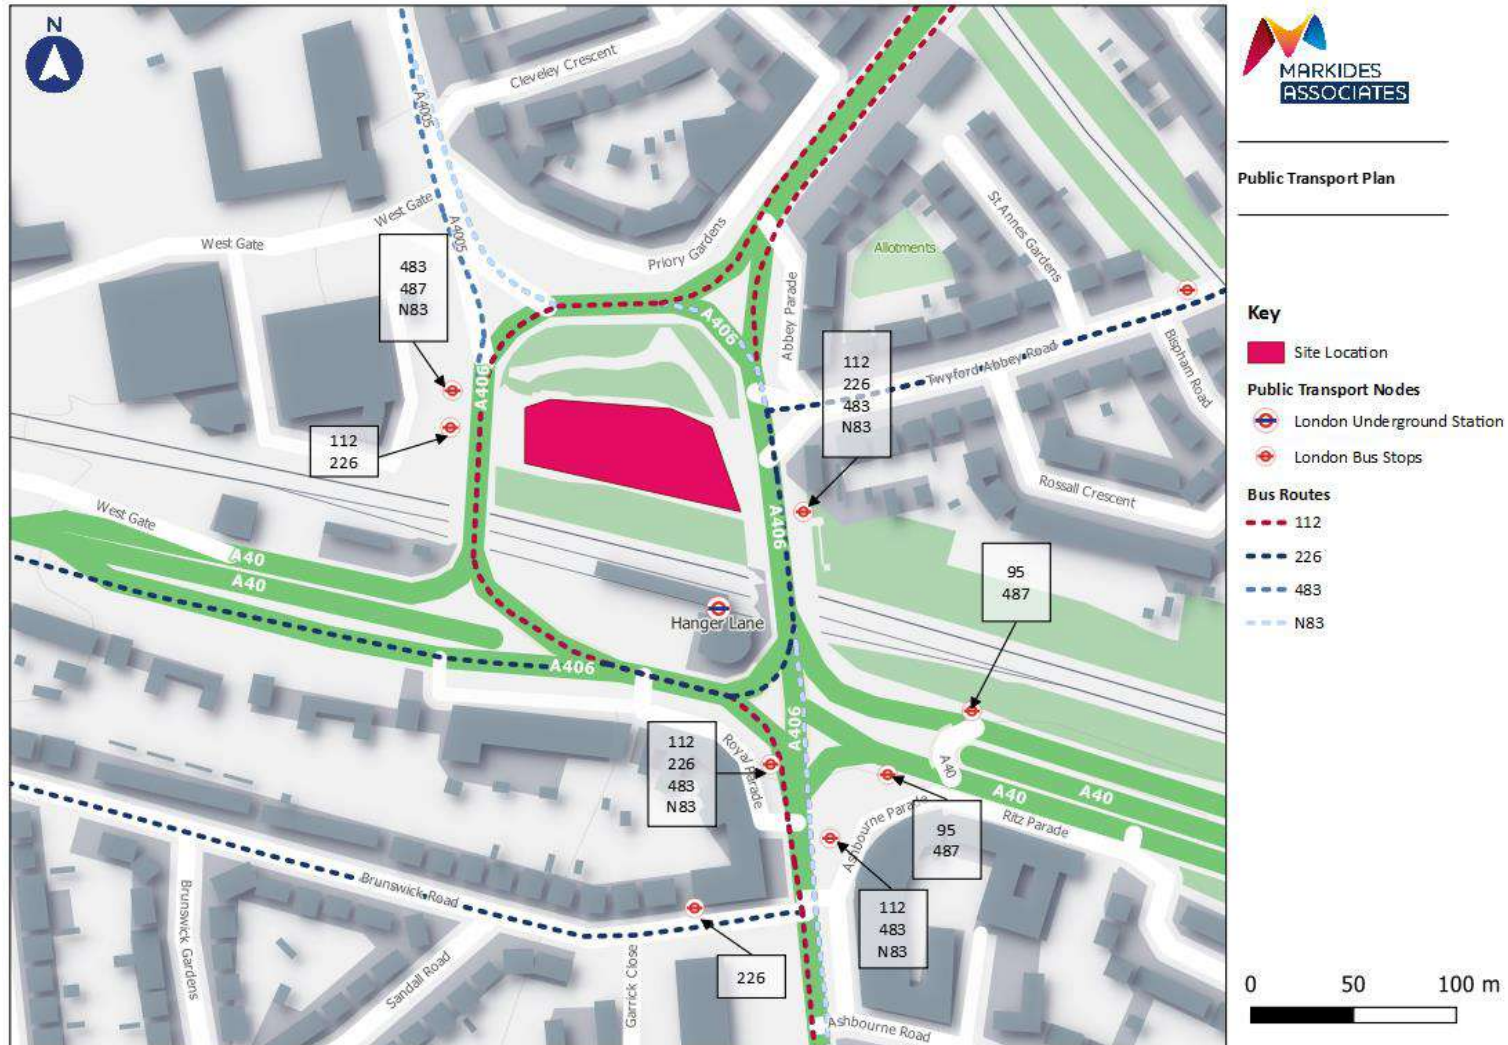 N
A4005
Cleveley Crescent
West Gate
West Gate
A4005
483
487
N83
112
226
Priory Gardens
A406
A406
Abbey Parade
Allotments
St Annes Gardens
Twyford Abbey Road
Bispham Road
Rossall Crescent
112
226
483
N83
West Gate
A40
A40
A406
Hanger Lane
A406
95
487
A406
Royal Parade
112
226
483
N83
A40
A40
A40
Ritz Parade
Ashbourne Parade
95
487
112
483
N83
Brunswick Road
Brunswick Gardens
Sandall Road
Garrick Close
226
Ashbourne Road
MARKIDES
ASSOCIATES
Public Transport Plan
Key
Site Location
Public Transport Nodes
London Underground Station
London Bus Stops
Bus Routes
112
226
483
N83
0 50 100 m